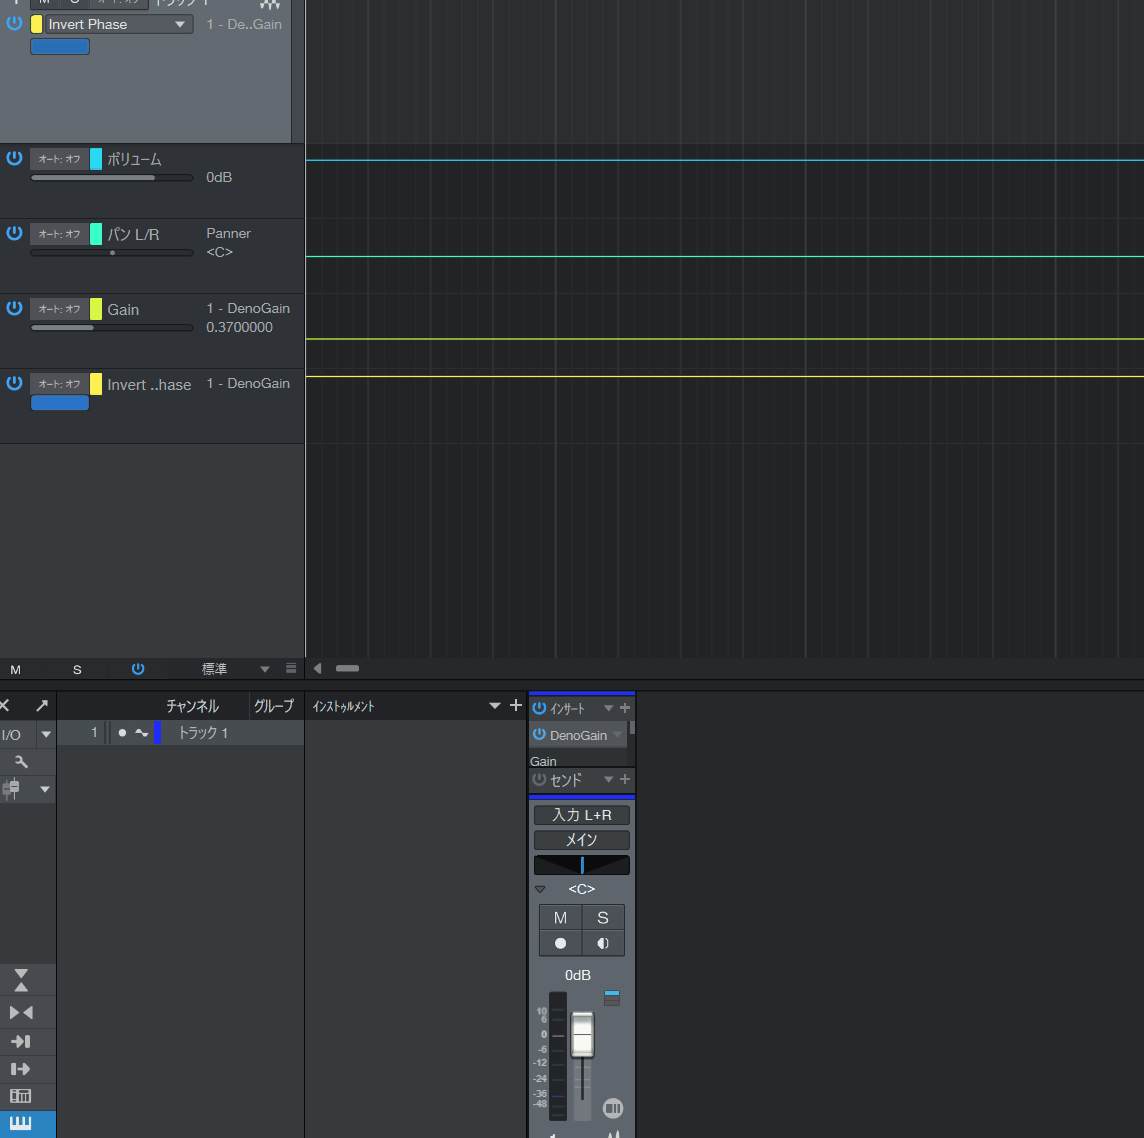 Invert Phase 1 - De..Gain
オート: オフ ボリューム
0dB
オート: オフ パン L/R Panner
<C>
オート: オフ Gain 1 - DenoGain
0.3700000
オート: オフ Invert ..hase 1 - DenoGain
M S 標準
チャンネル グループ インストゥルメント
インサート
I/O
1 トラック 1
DenoGain
Gain
センド
入力 L+R
メイン
<C>
M S
0dB
10
6
0
-6
-12
-24
-36
-48